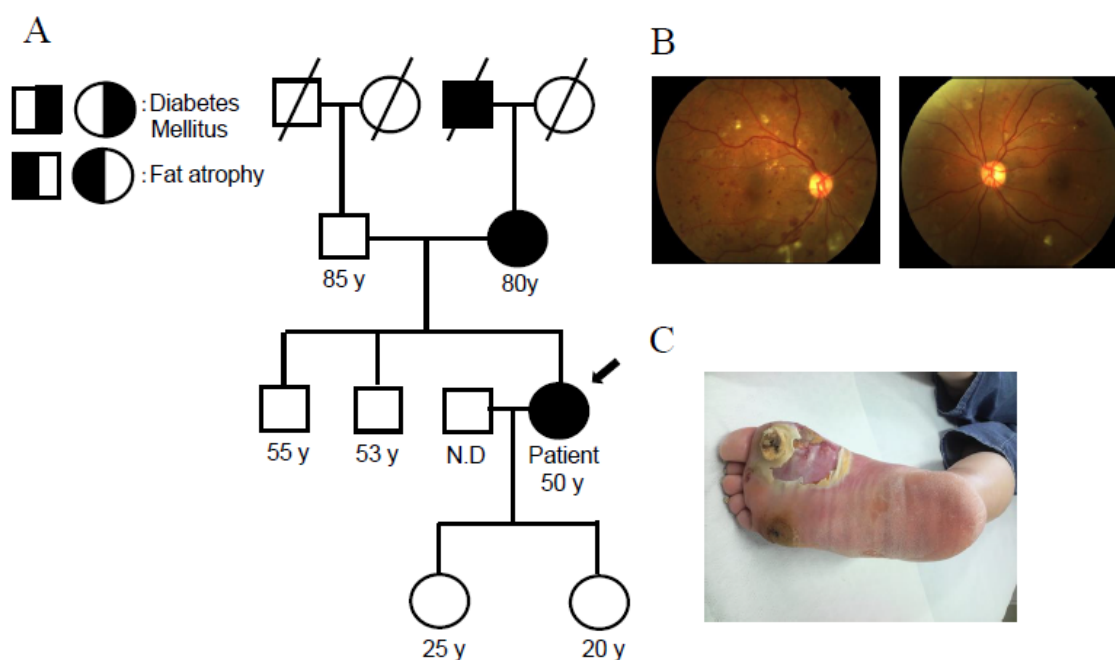 A
: Diabetes
Mellitus
: Fat atrophy
85 y
80y
55 y
53 y
N.D
Patient
50 y
25 y
20 y
B
C